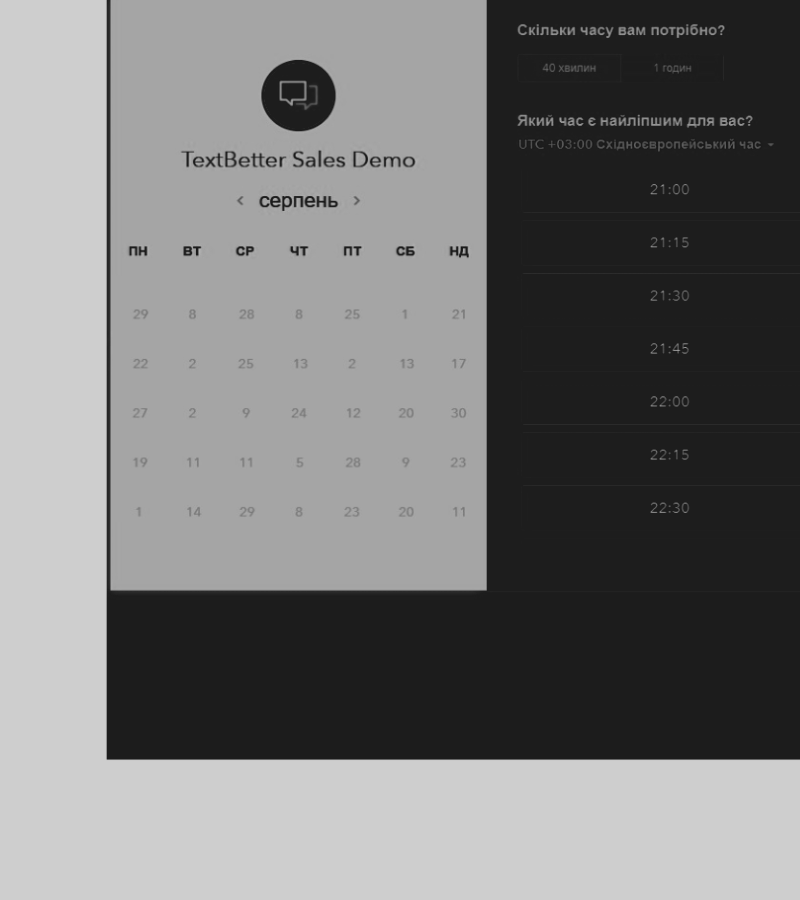 TextBetter Sales Demo
‹ серпень ›
ПН ВТ СР ЧТ ПТ СБ НД
29 8 28 8 25 1 21
22 2 25 13 2 13 17
27 2 9 24 12 20 30
19 11 11 5 28 9 23
1 14 29 8 23 20 11
Скільки часу вам потрібно?
40 хвилин 1 годин
Який час є найліпшим для вас?
UTC +03:00 Східноєвропейський час
21:00
21:15
21:30
21:45
22:00
22:15
22:30